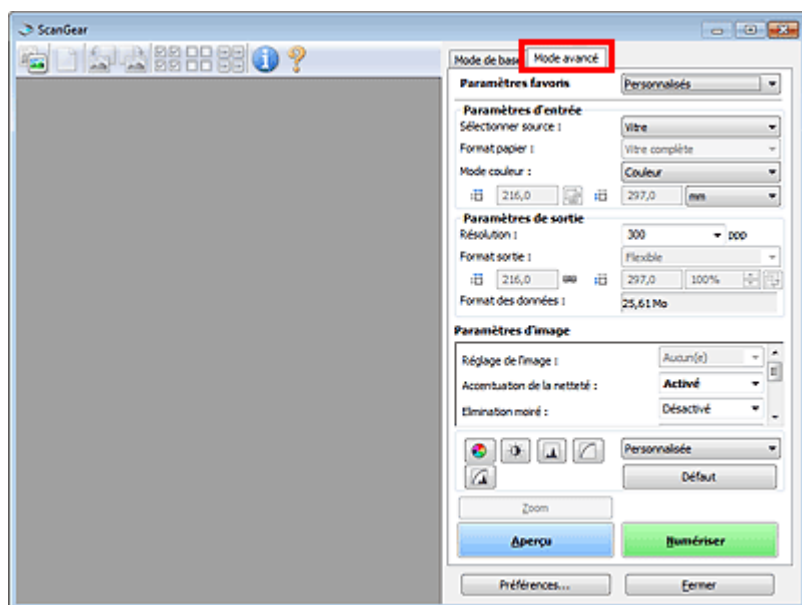 ScanGear
Mode de base Mode avancé
Paramètres favoris Personnalisés
Paramètres d'entrée
Sélectionner source : Vitre
Format papier : Vitre complète
Mode couleur : Couleur
216,0 297,0 mm
Paramètres de sortie
Résolution : 300 ppp
Format sortie : Flexible
216,0 297,0 100%
Format des données : 25,61 Mo
Paramètres d'image
Réglage de l'image : Aucun(e)
Accentuation de la netteté : Activé
Elimination moiré : Désactivé
Personnalisée
Défaut
Zoom
Aperçu Numériser
Préférences... Fermer